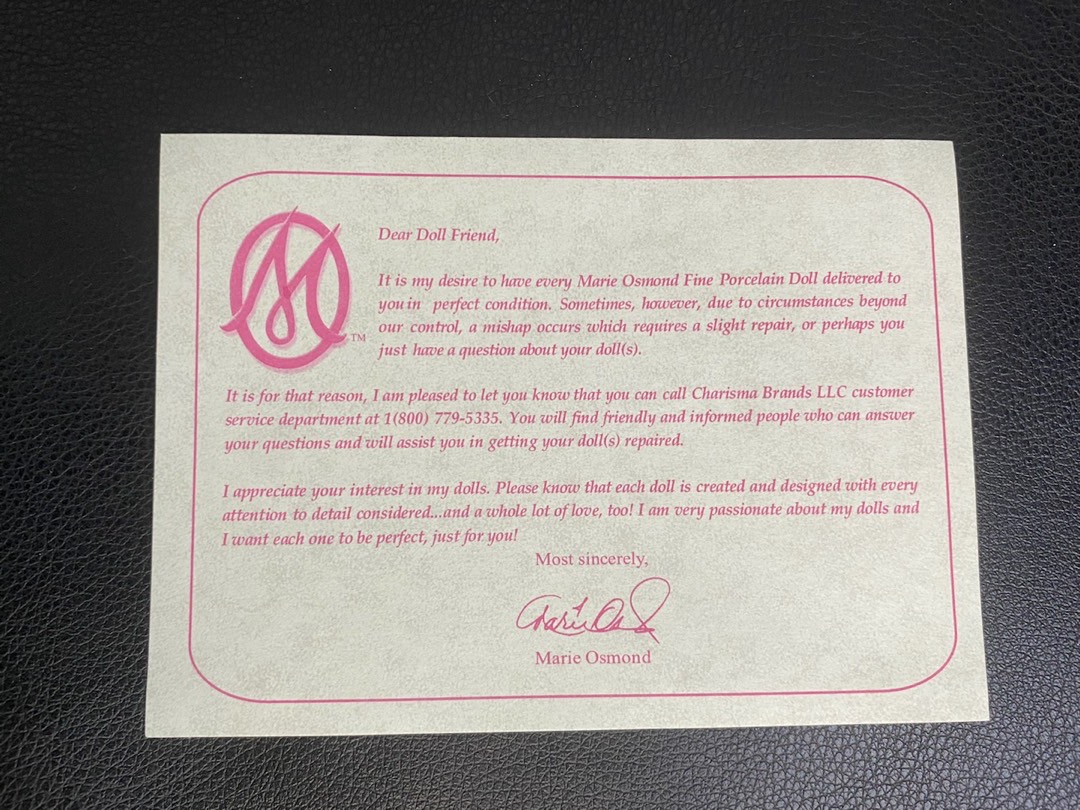 Dear Doll Friend,
It is my desire to have every Marie Osmond Fine Porcelain Doll delivered to
you in perfect condition. Sometimes, however, due to circumstances beyond
our control, a mishap occurs which requires a slight repair, or perhaps you
just have a question about your doll(s).
M
TM
It is for that reason, I am pleased to let you know that you can call Charisma Brands LLC customer
service department at 1(800) 779-5335. You will find friendly and informed people who can answer
your questions and will assist you in getting your doll(s) repaired.
I appreciate your interest in my dolls. Please know that each doll is created and designed with every
attention to detail considered...and a whole lot of love, too! I am very passionate about my dolls and
I want each one to be perfect, just for you!
Most sincerely,
Marie Osmond